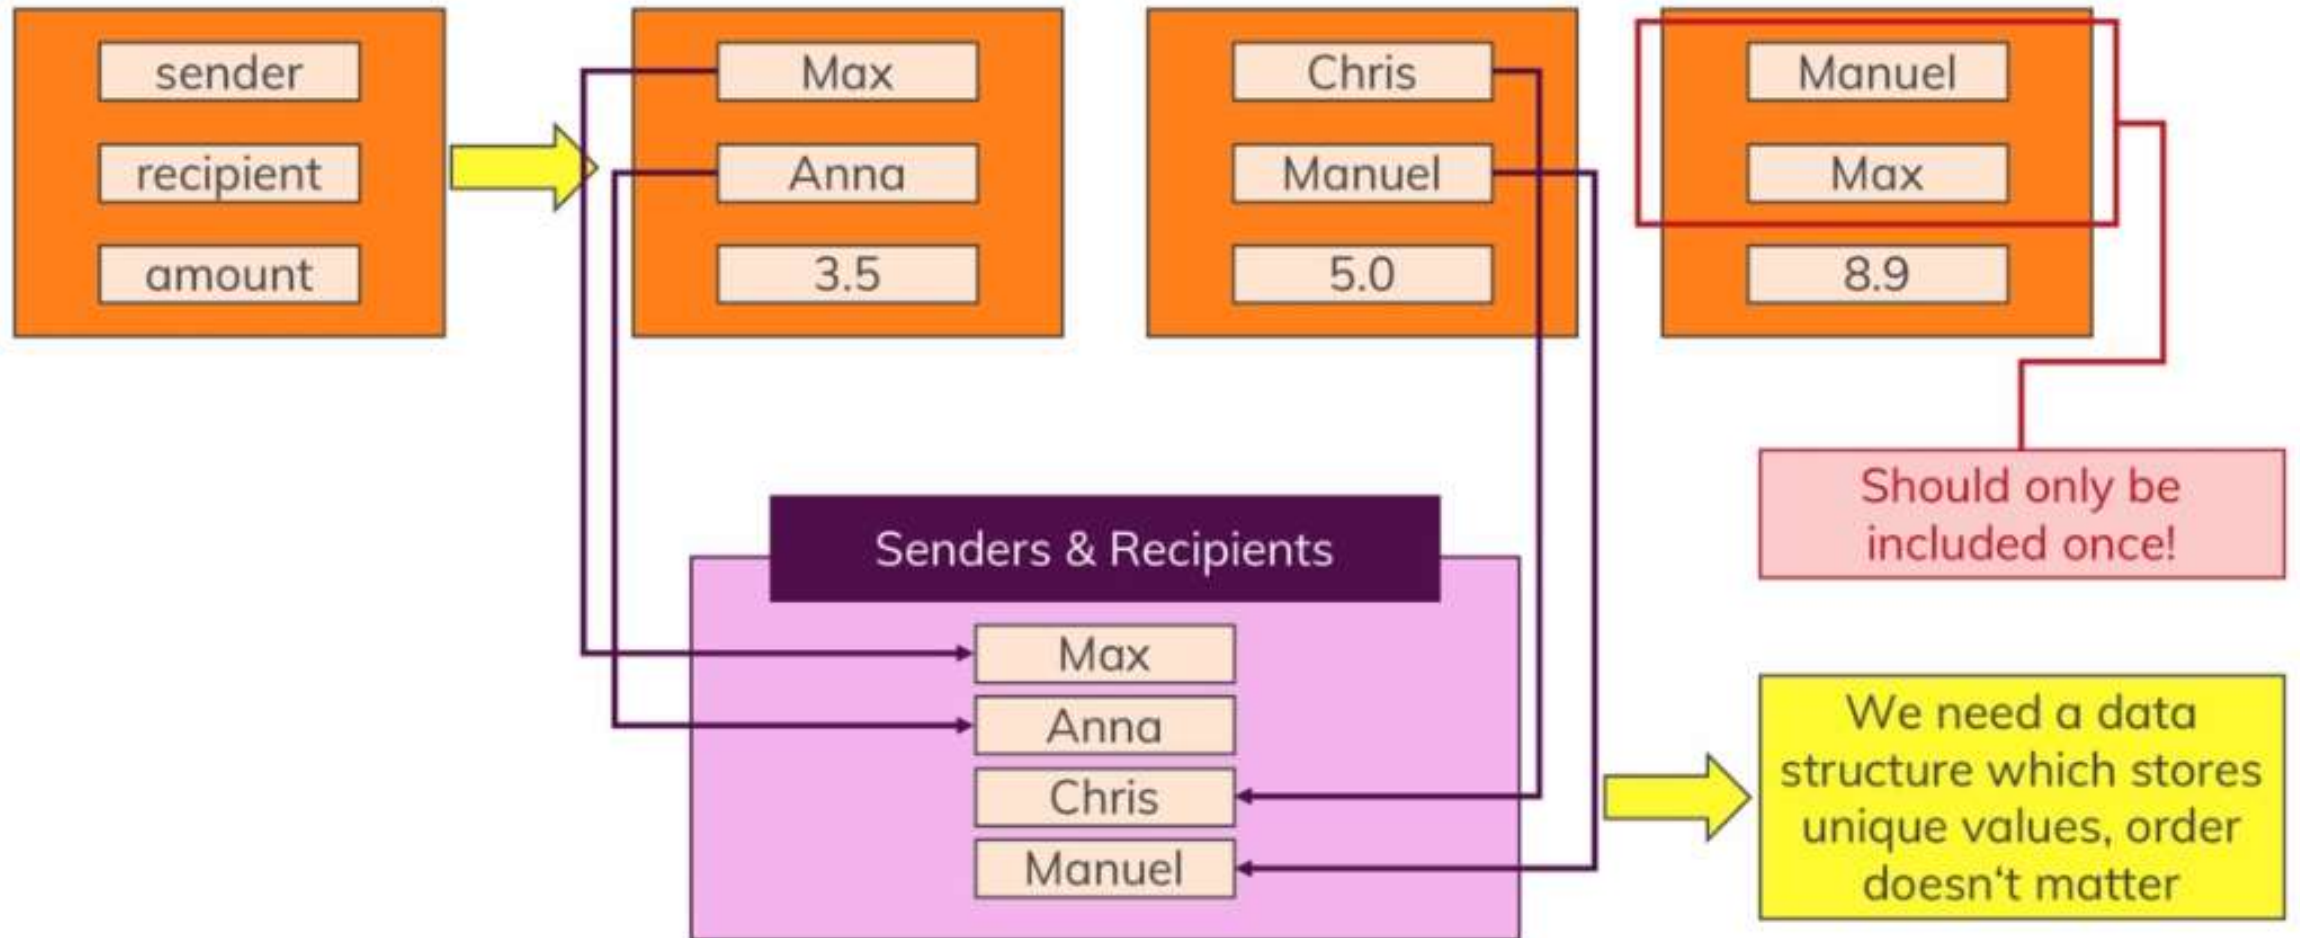 sender
recipient
amount
Max
Anna
3.5
Chris
Manuel
5.0
Manuel
Max
8.9
Should only be
included once!
Senders & Recipients
Max
Anna
Chris
Manuel
We need a data
structure which stores
unique values, order
doesn‘t matter